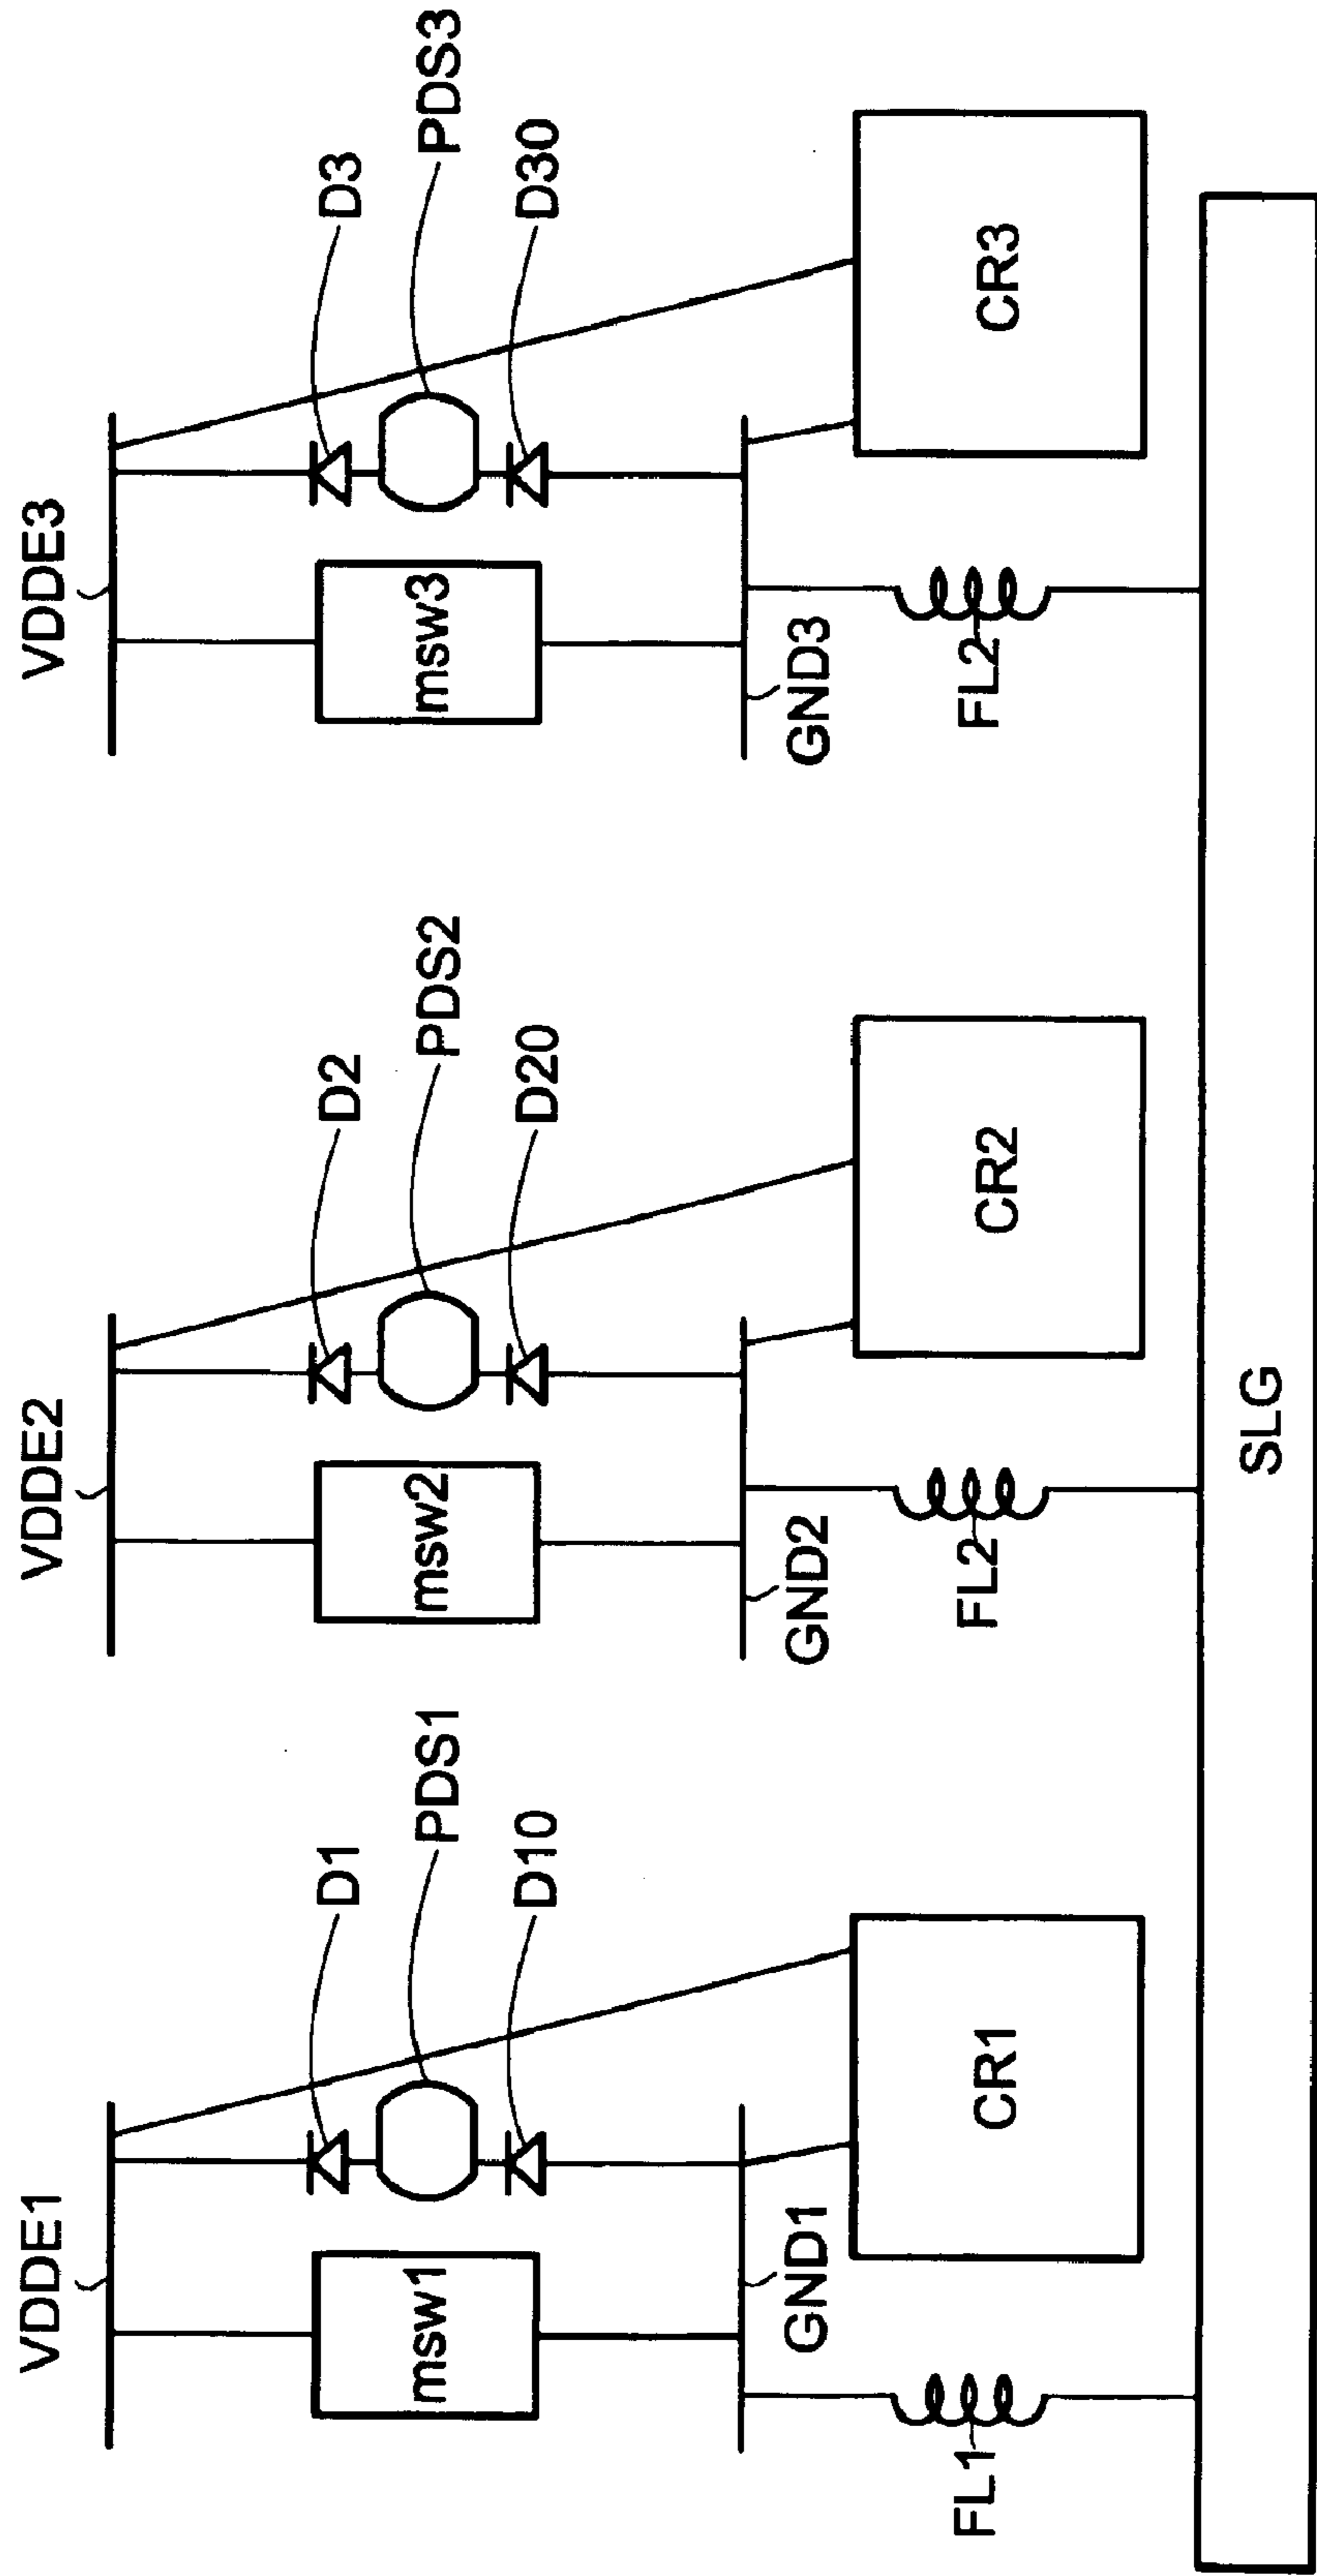 VDDE1
msw1
D1
PDS1
D10
GND1
FL1
CR1
VDDE2
msw2
D2
PDS2
D20
GND2
FL2
CR2
VDDE3
msw3
D3
PDS3
D30
GND3
FL2
CR3
SLG